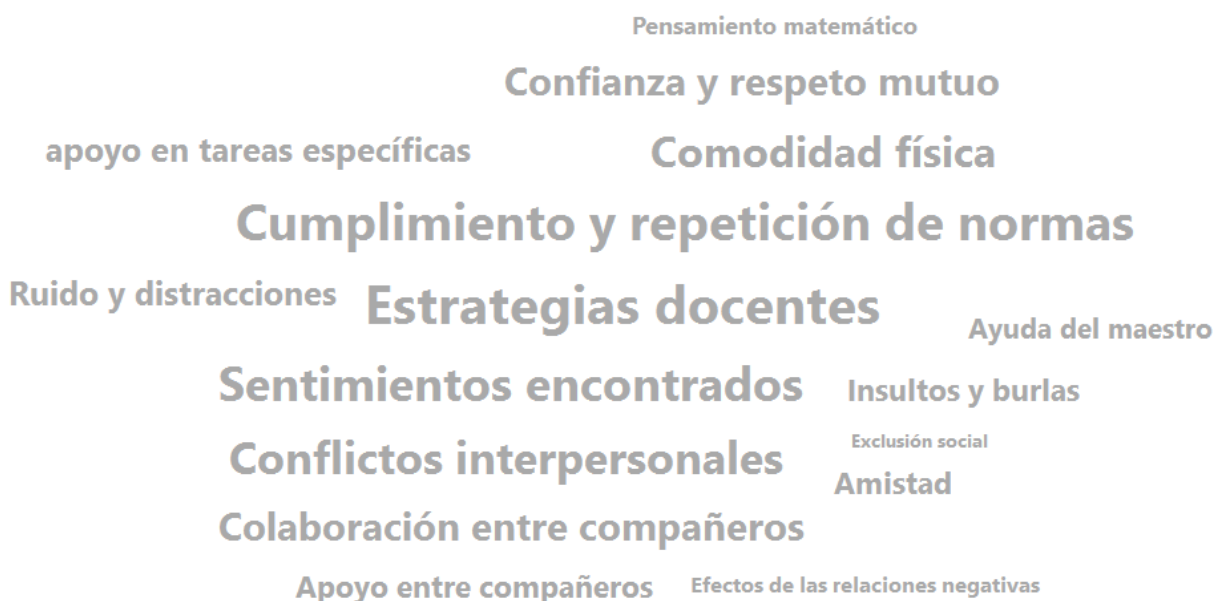 Pensamiento matemático
Confianza y respeto mutuo
apoyo en tareas específicas
Comodidad física
Cumplimiento y repetición de normas
Ruido y distracciones
Estrategias docentes
Ayuda del maestro
Sentimientos encontrados
Insultos y burlas
Exclusión social
Conflictos interpersonales
Amistad
Colaboración entre compañeros
Apoyo entre compañeros
Efectos de las relaciones negativas